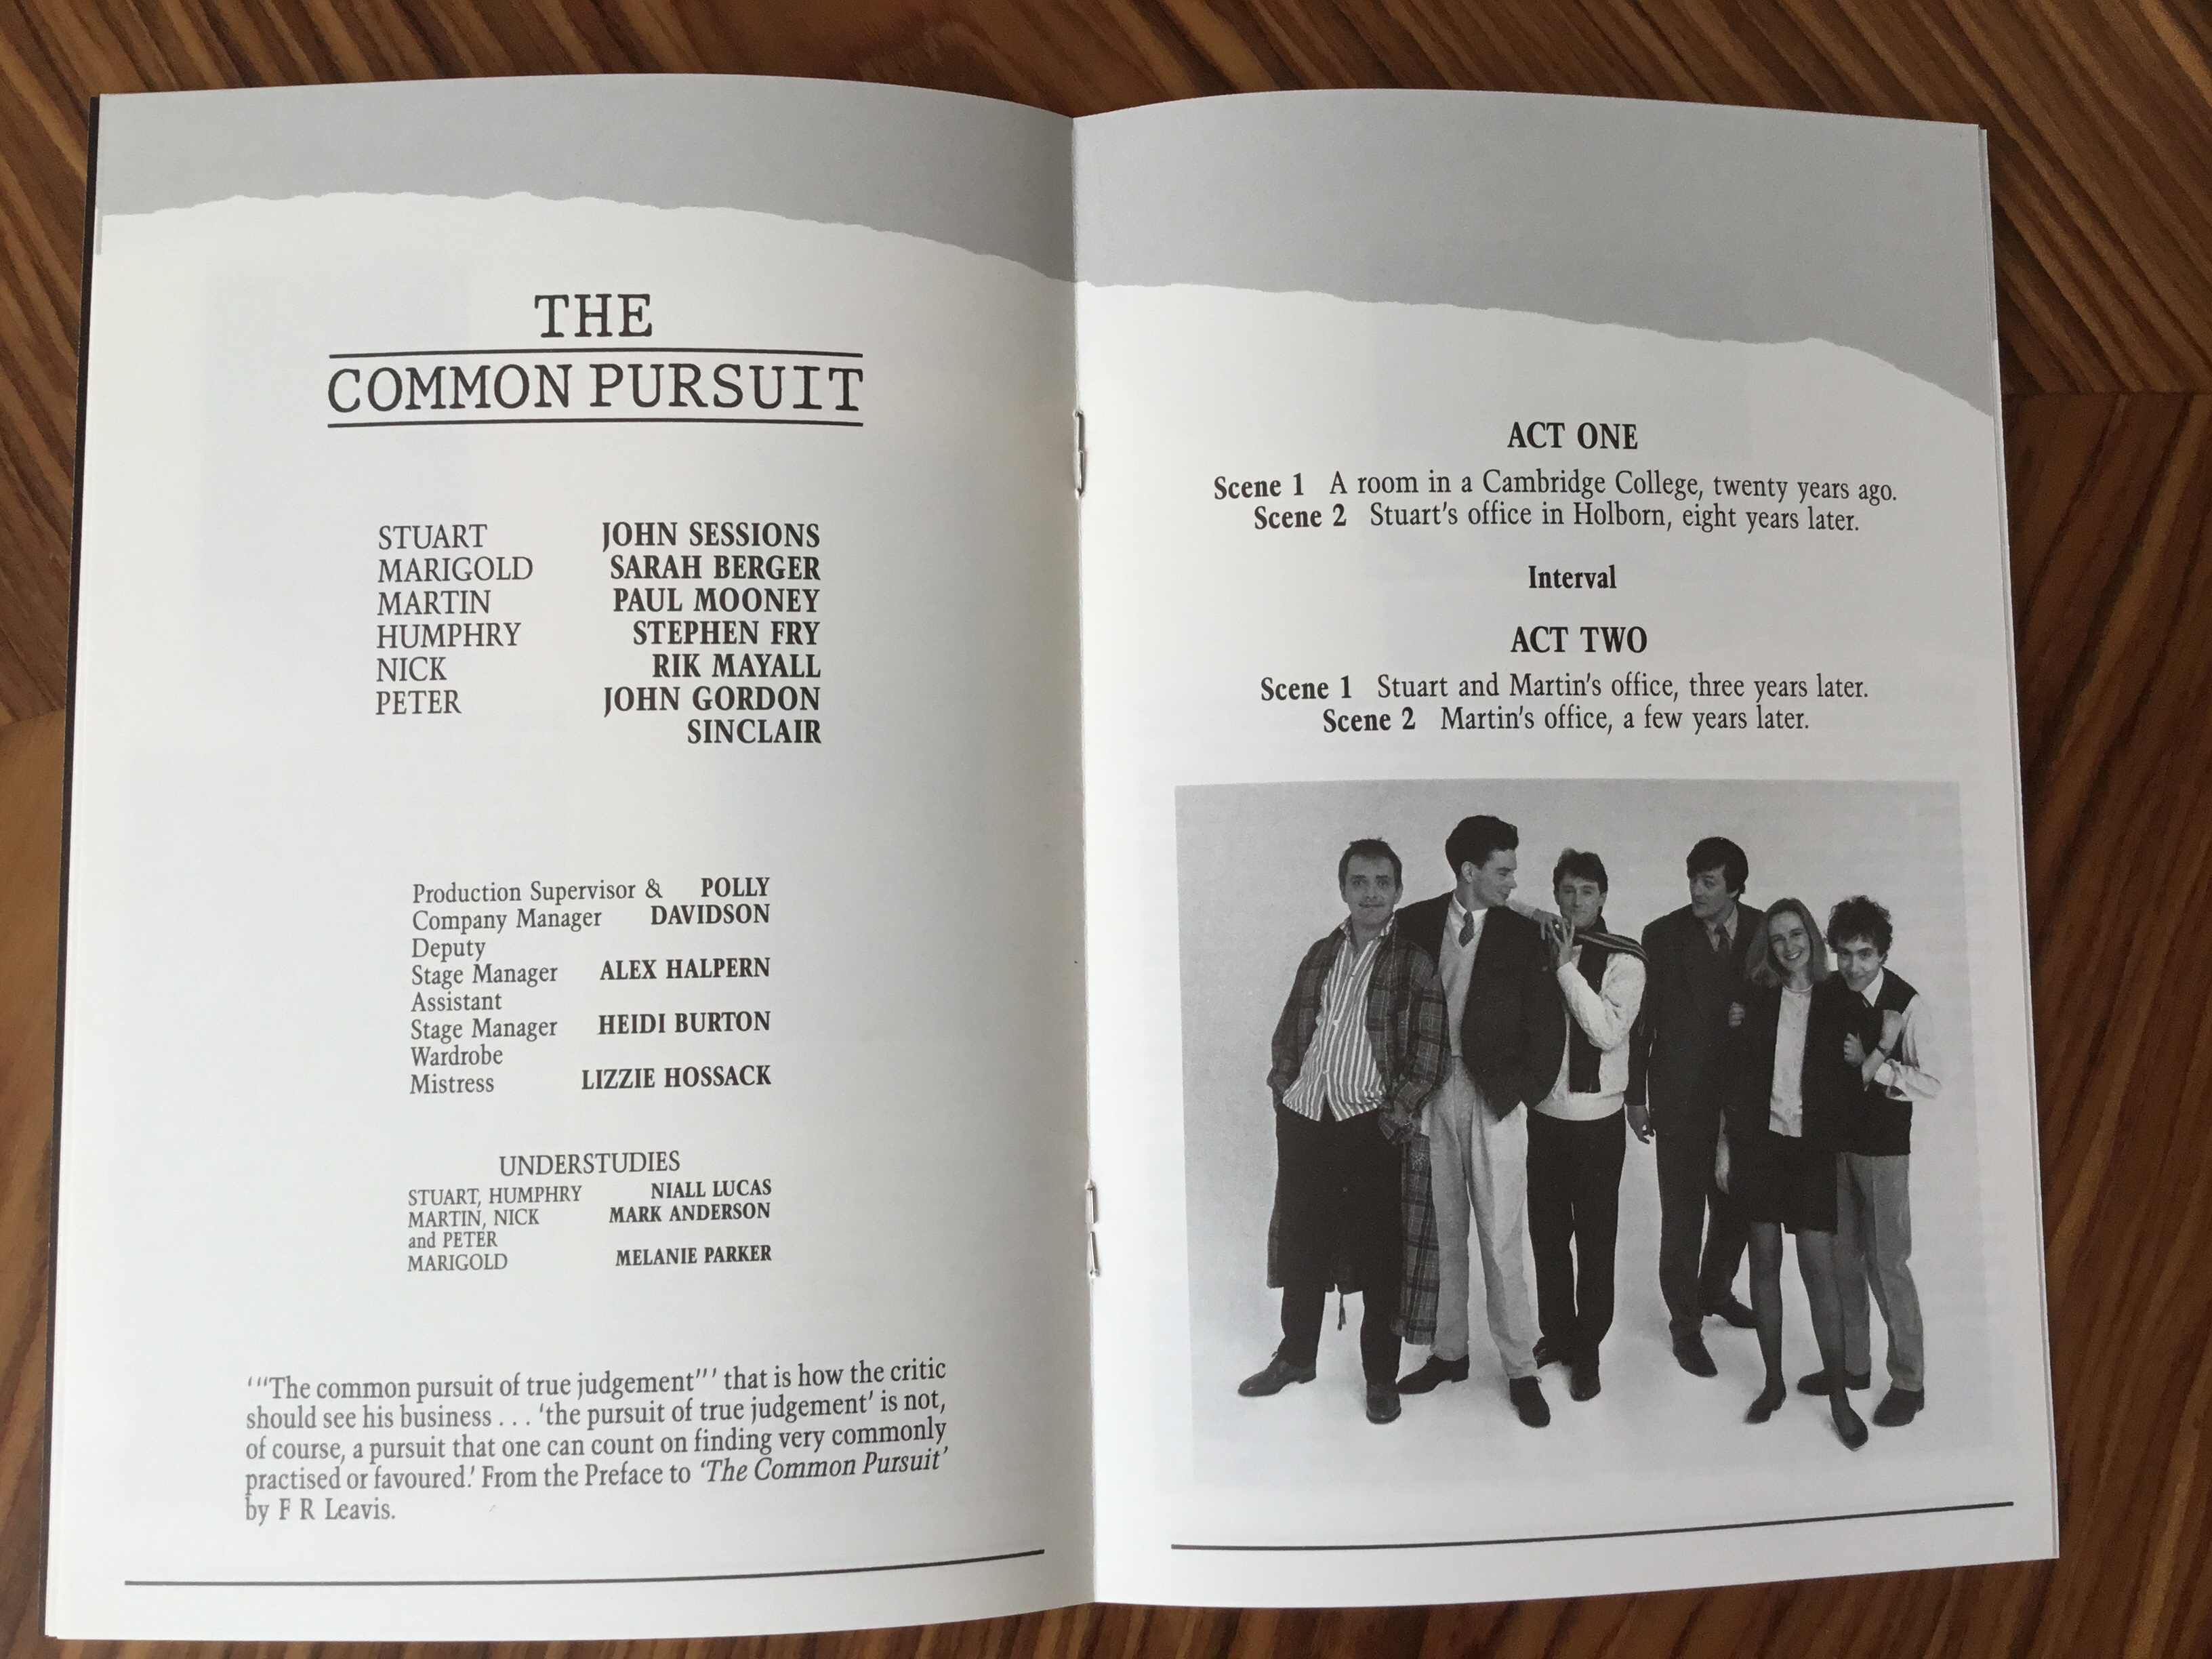 THE
COMMON PURSUIT
STUART JOHN SESSIONS
MARIGOLD SARAH BERGER
MARTIN PAUL MOONEY
HUMPHRY STEPHEN FRY
NICK RIK MAYALL
PETER JOHN GORDON
SINCLAIR
Production Supervisor & POLLY
Company Manager DAVIDSON
Deputy
Stage Manager ALEX HALPERN
Assistant
Stage Manager HEIDI BURTON
Wardrobe
Mistress LIZZIE HOSSACK
UNDERSTUDIES
STUART, HUMPHRY NIALL LUCAS
MARTIN, NICK MARK ANDERSON
and PETER
MARIGOLD MELANIE PARKER
‘“The common pursuit of true judgement”’ that is how the critic
should see his business . . . ‘the pursuit of true judgement’ is not,
of course, a pursuit that one can count on finding very commonly
practised or favoured.’ From the Preface to ‘The Common Pursuit’
by F R Leavis.
ACT ONE
Scene 1 A room in a Cambridge College, twenty years ago.
Scene 2 Stuart's office in Holborn, eight years later.
Interval
ACT TWO
Scene 1 Stuart and Martin's office, three years later.
Scene 2 Martin's office, a few years later.